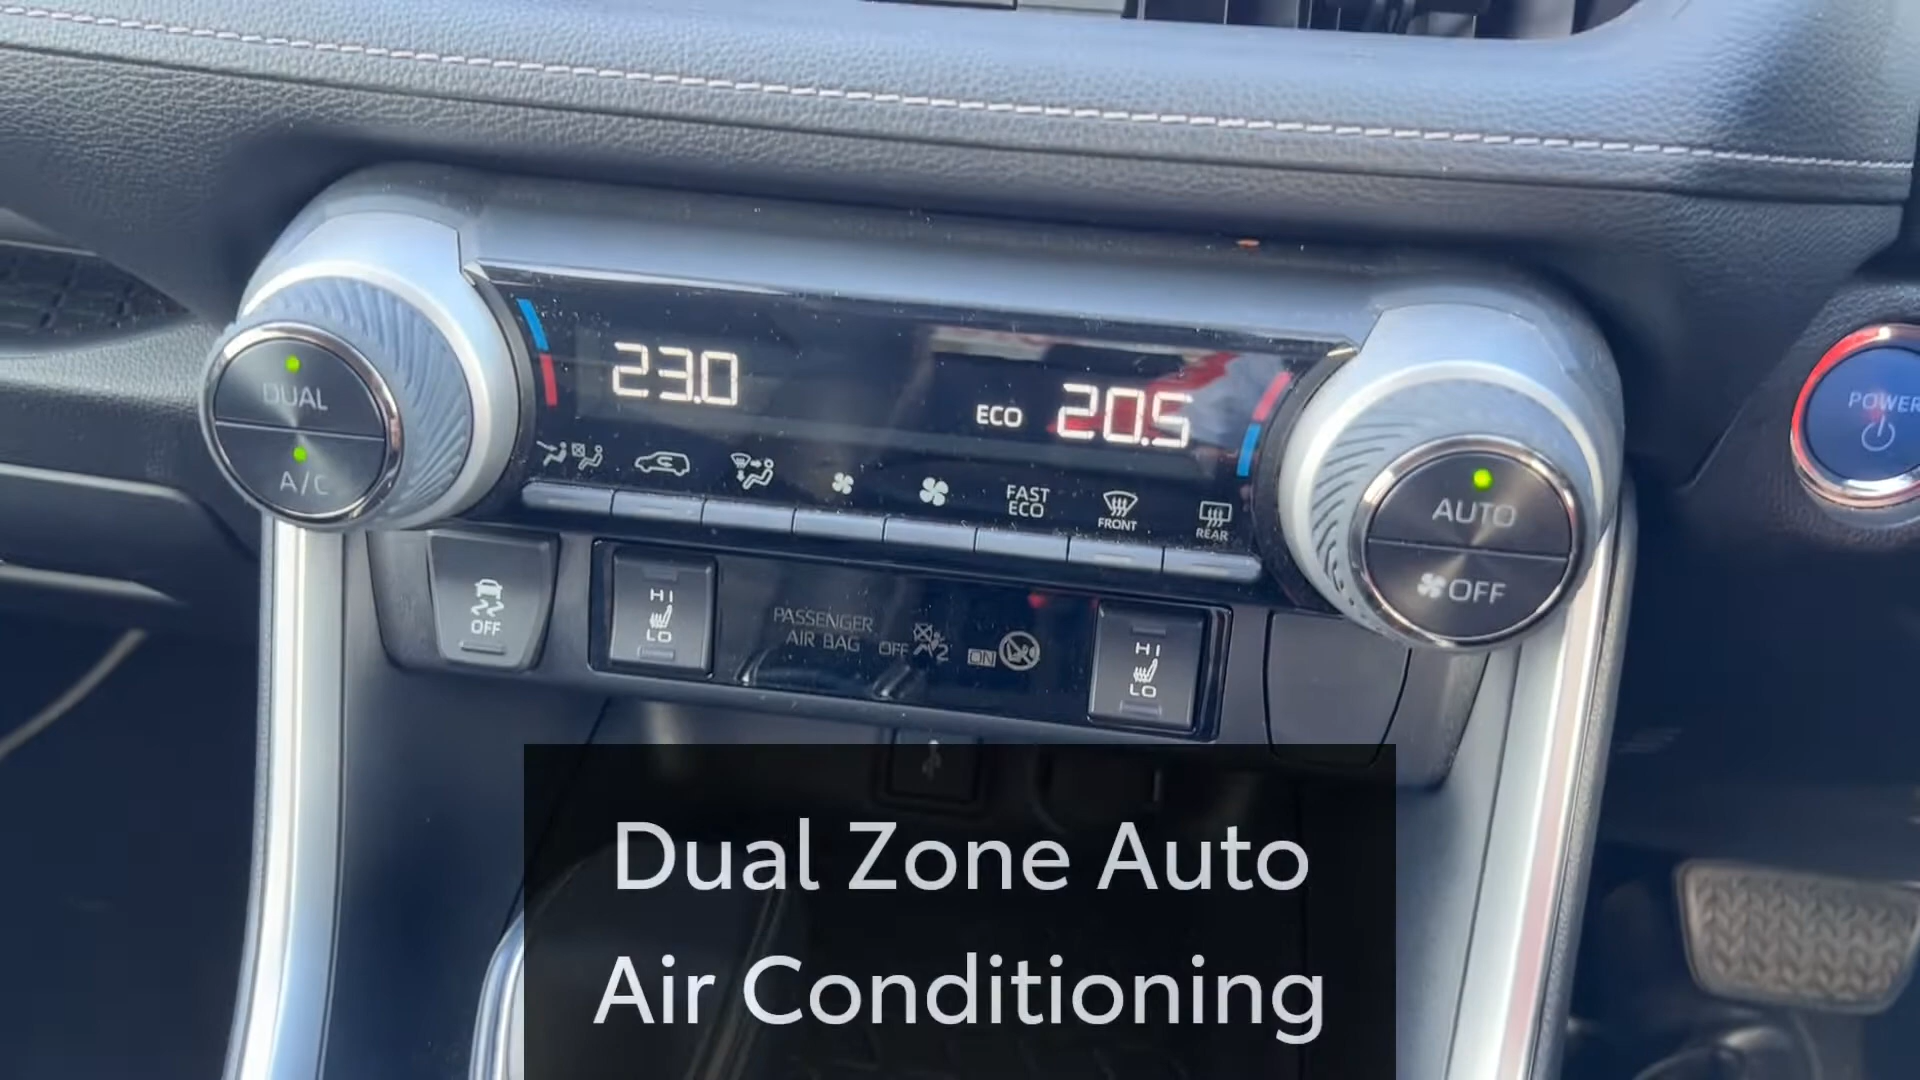 DUAL
A/C
23.0
ECO 20.5
FAST
ECO
FRONT
REAR
AUTO
OFF
POWER
OFF
HI
LO
PASSENGER
AIR BAG OFF 2 ON
HI
LO
Dual Zone Auto
Air Conditioning